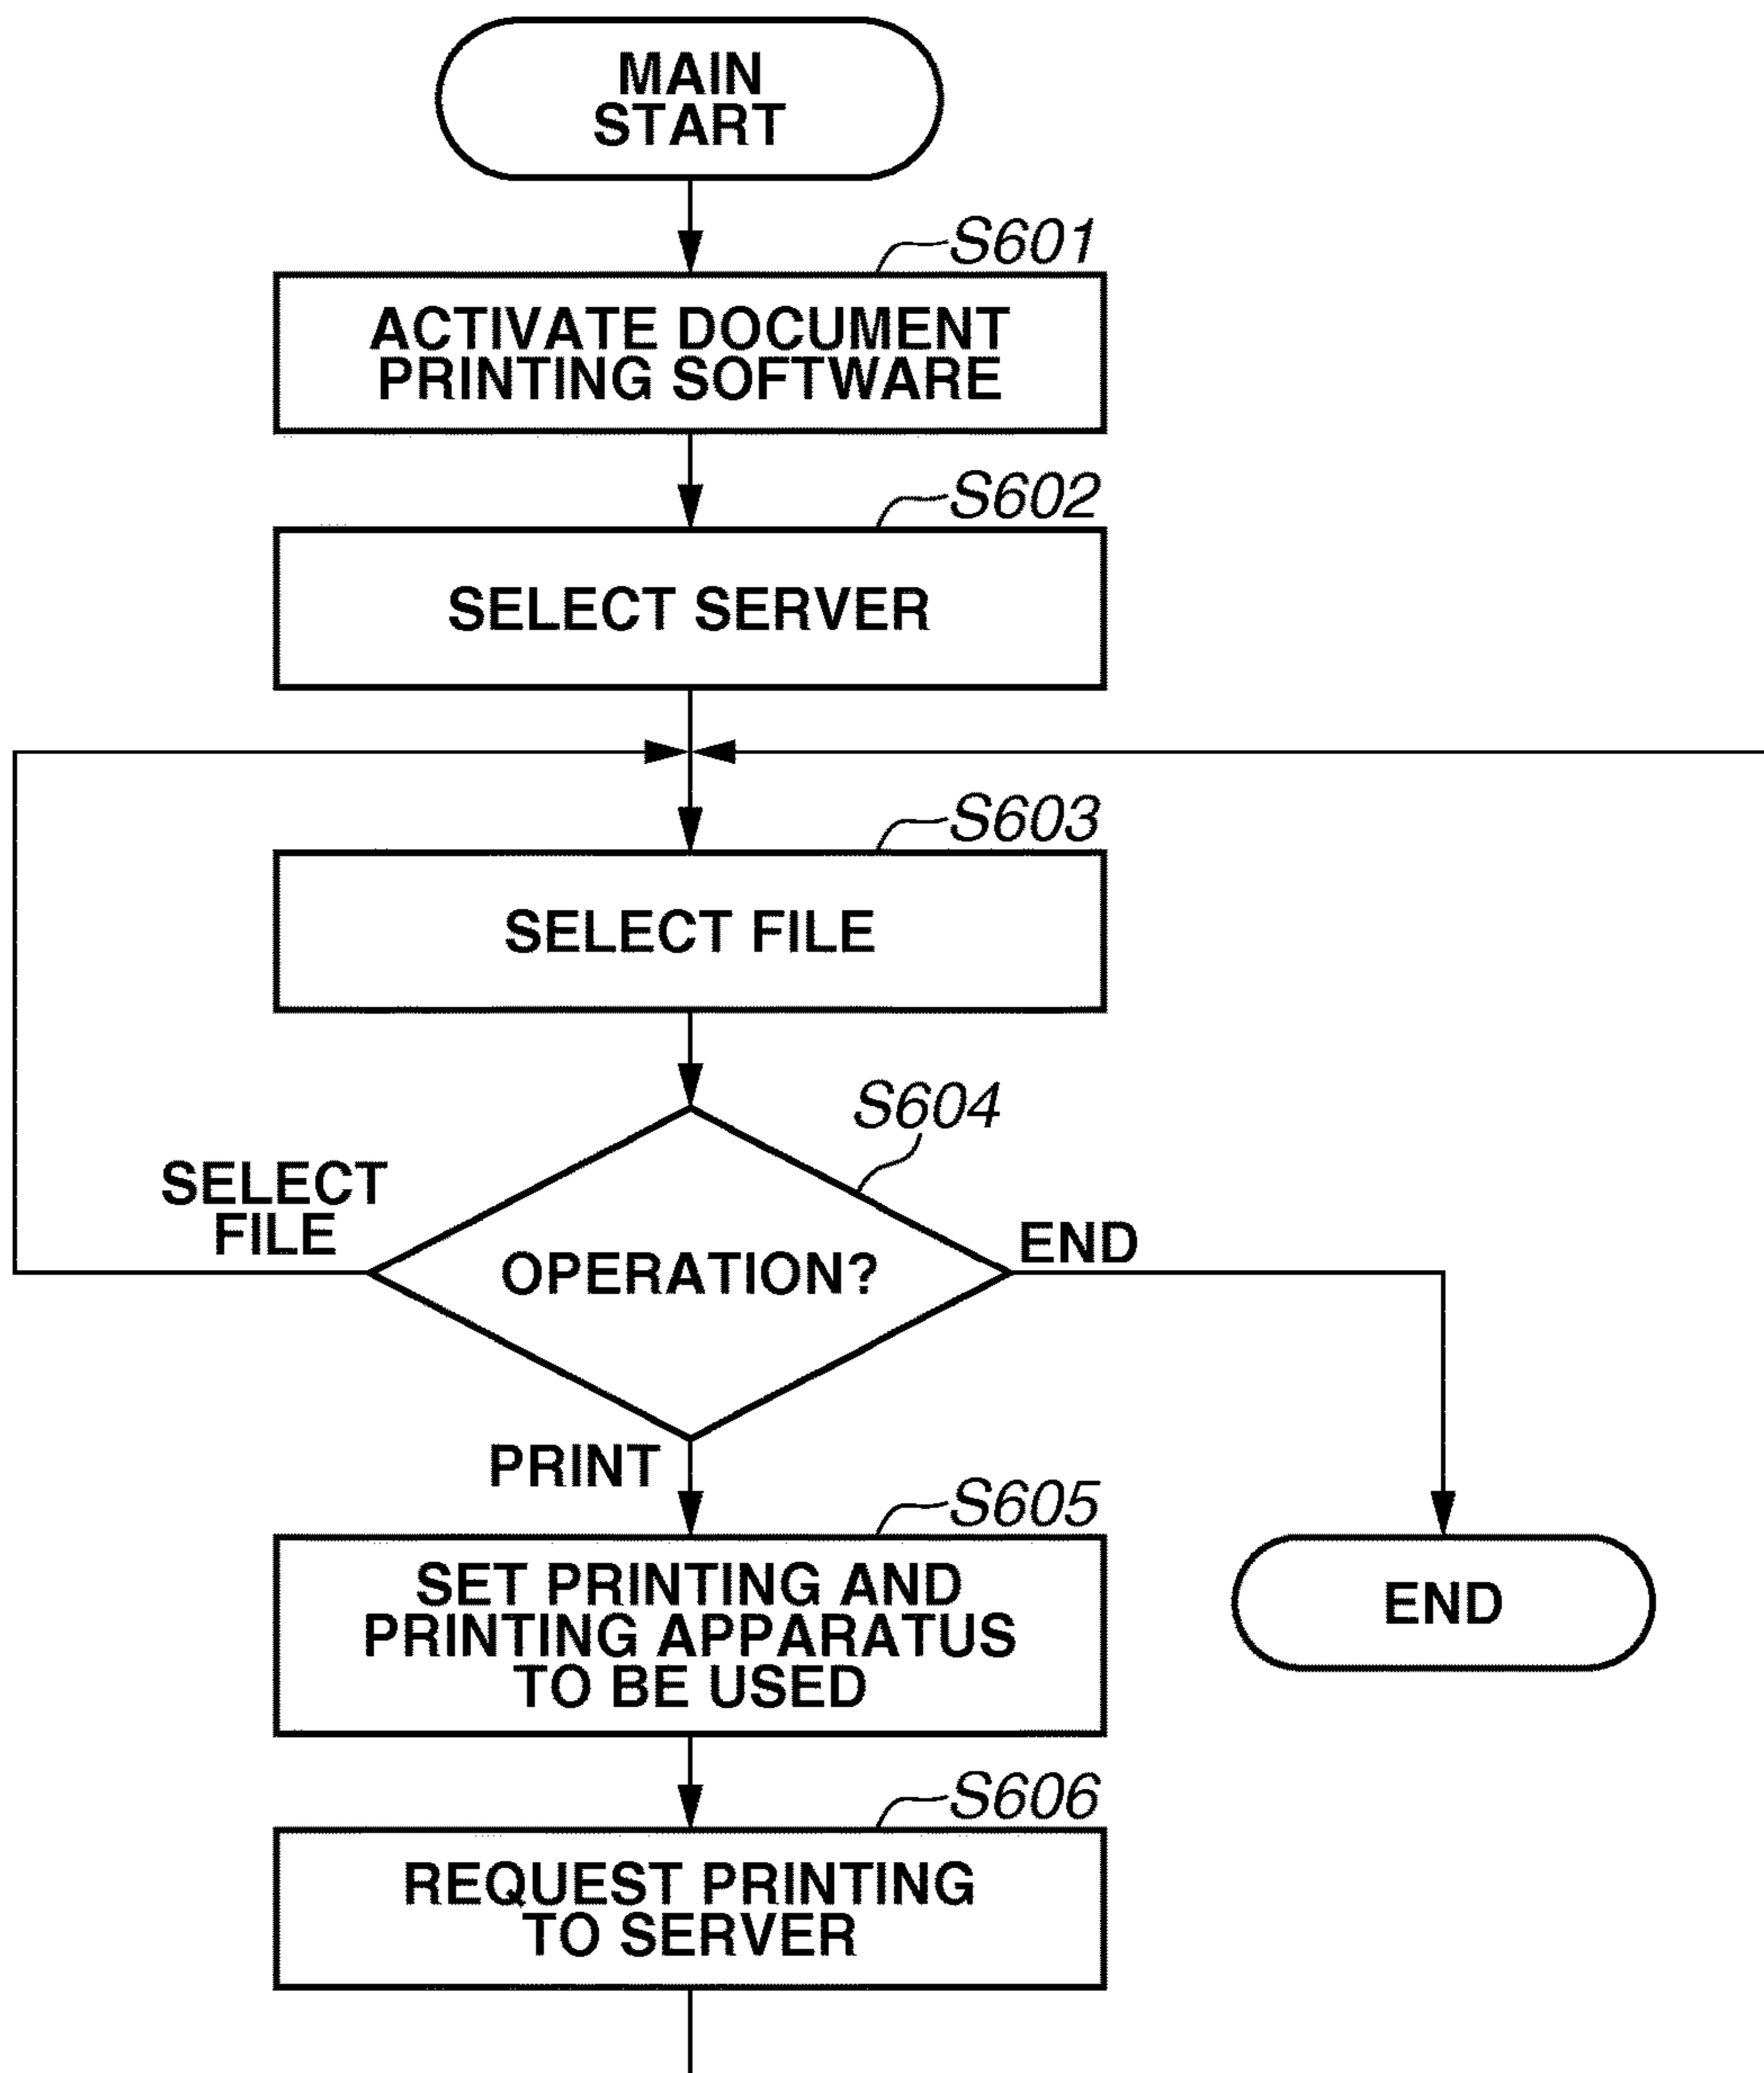 MAIN
START
S601
ACTIVATE DOCUMENT
PRINTING SOFTWARE
S602
SELECT SERVER
S603
SELECT FILE
S604
SELECT
FILE
OPERATION?
END
PRINT
S605
SET PRINTING AND
PRINTING APPARATUS
TO BE USED
END
S606
REQUEST PRINTING
TO SERVER